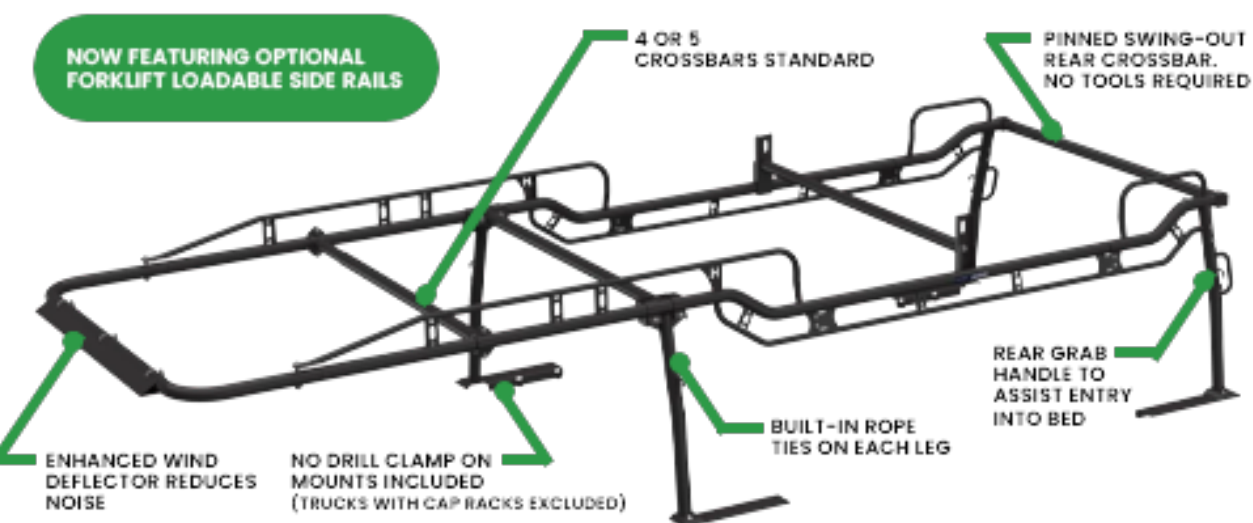 NOW FEATURING OPTIONAL
FORKLIFT LOADABLE SIDE RAILS
4 OR 5
CROSSBARS STANDARD
PINNED SWING-OUT
REAR CROSSBAR.
NO TOOLS REQUIRED
REAR GRAB
HANDLE TO
ASSIST ENTRY
INTO BED
BUILT-IN ROPE
TIES ON EACH LEG
ENHANCED WIND
DEFLECTOR REDUCES
NOISE
NO DRILL CLAMP ON
MOUNTS INCLUDED
(TRUCKS WITH CAP RACKS EXCLUDED)